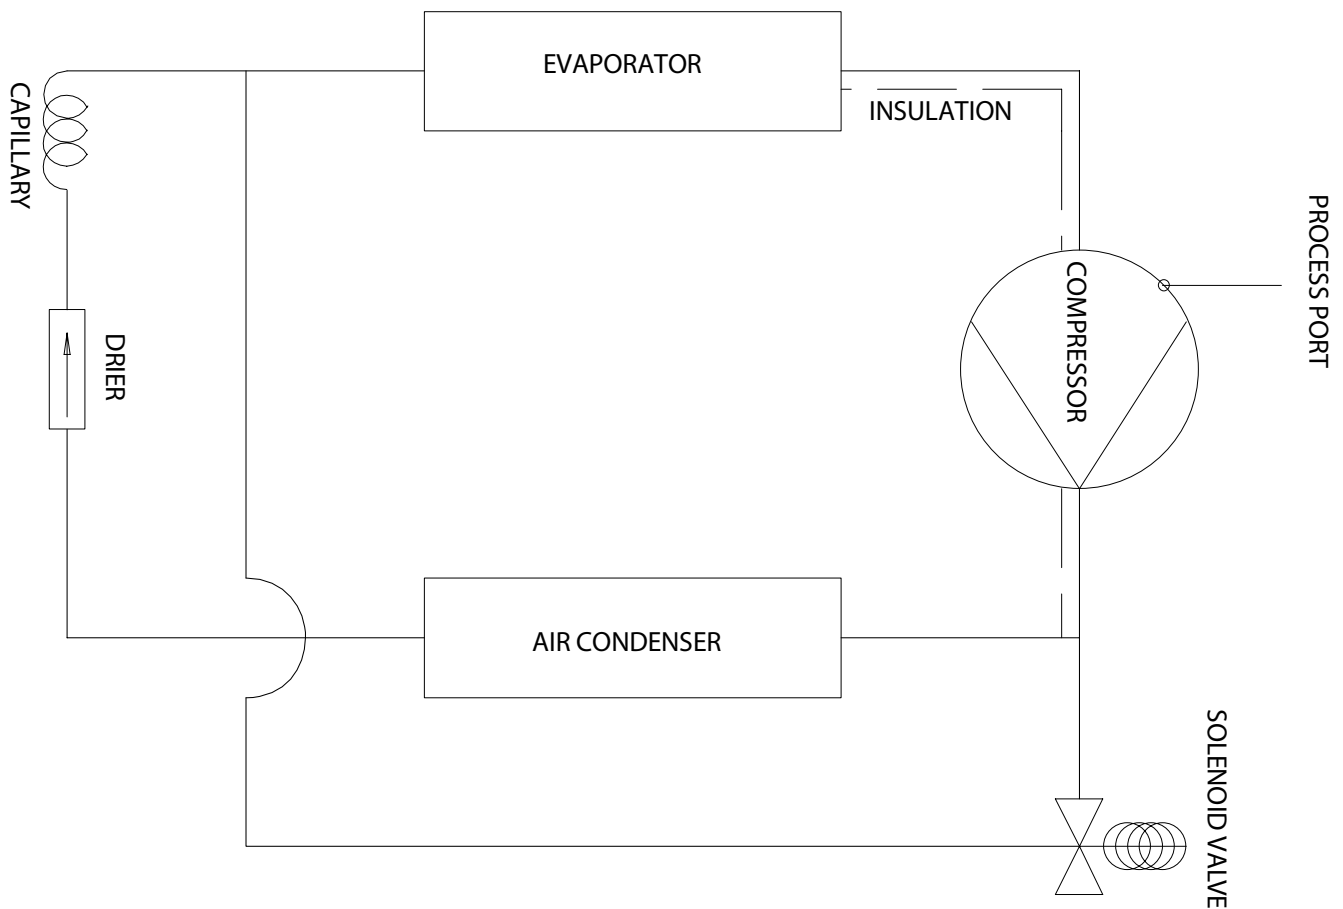 EVAPORATOR
INSULATION
CAPILLARY
PROCESS PORT
COMPRESSOR
DRIER
AIR CONDENSER
SOLENOID VALVE